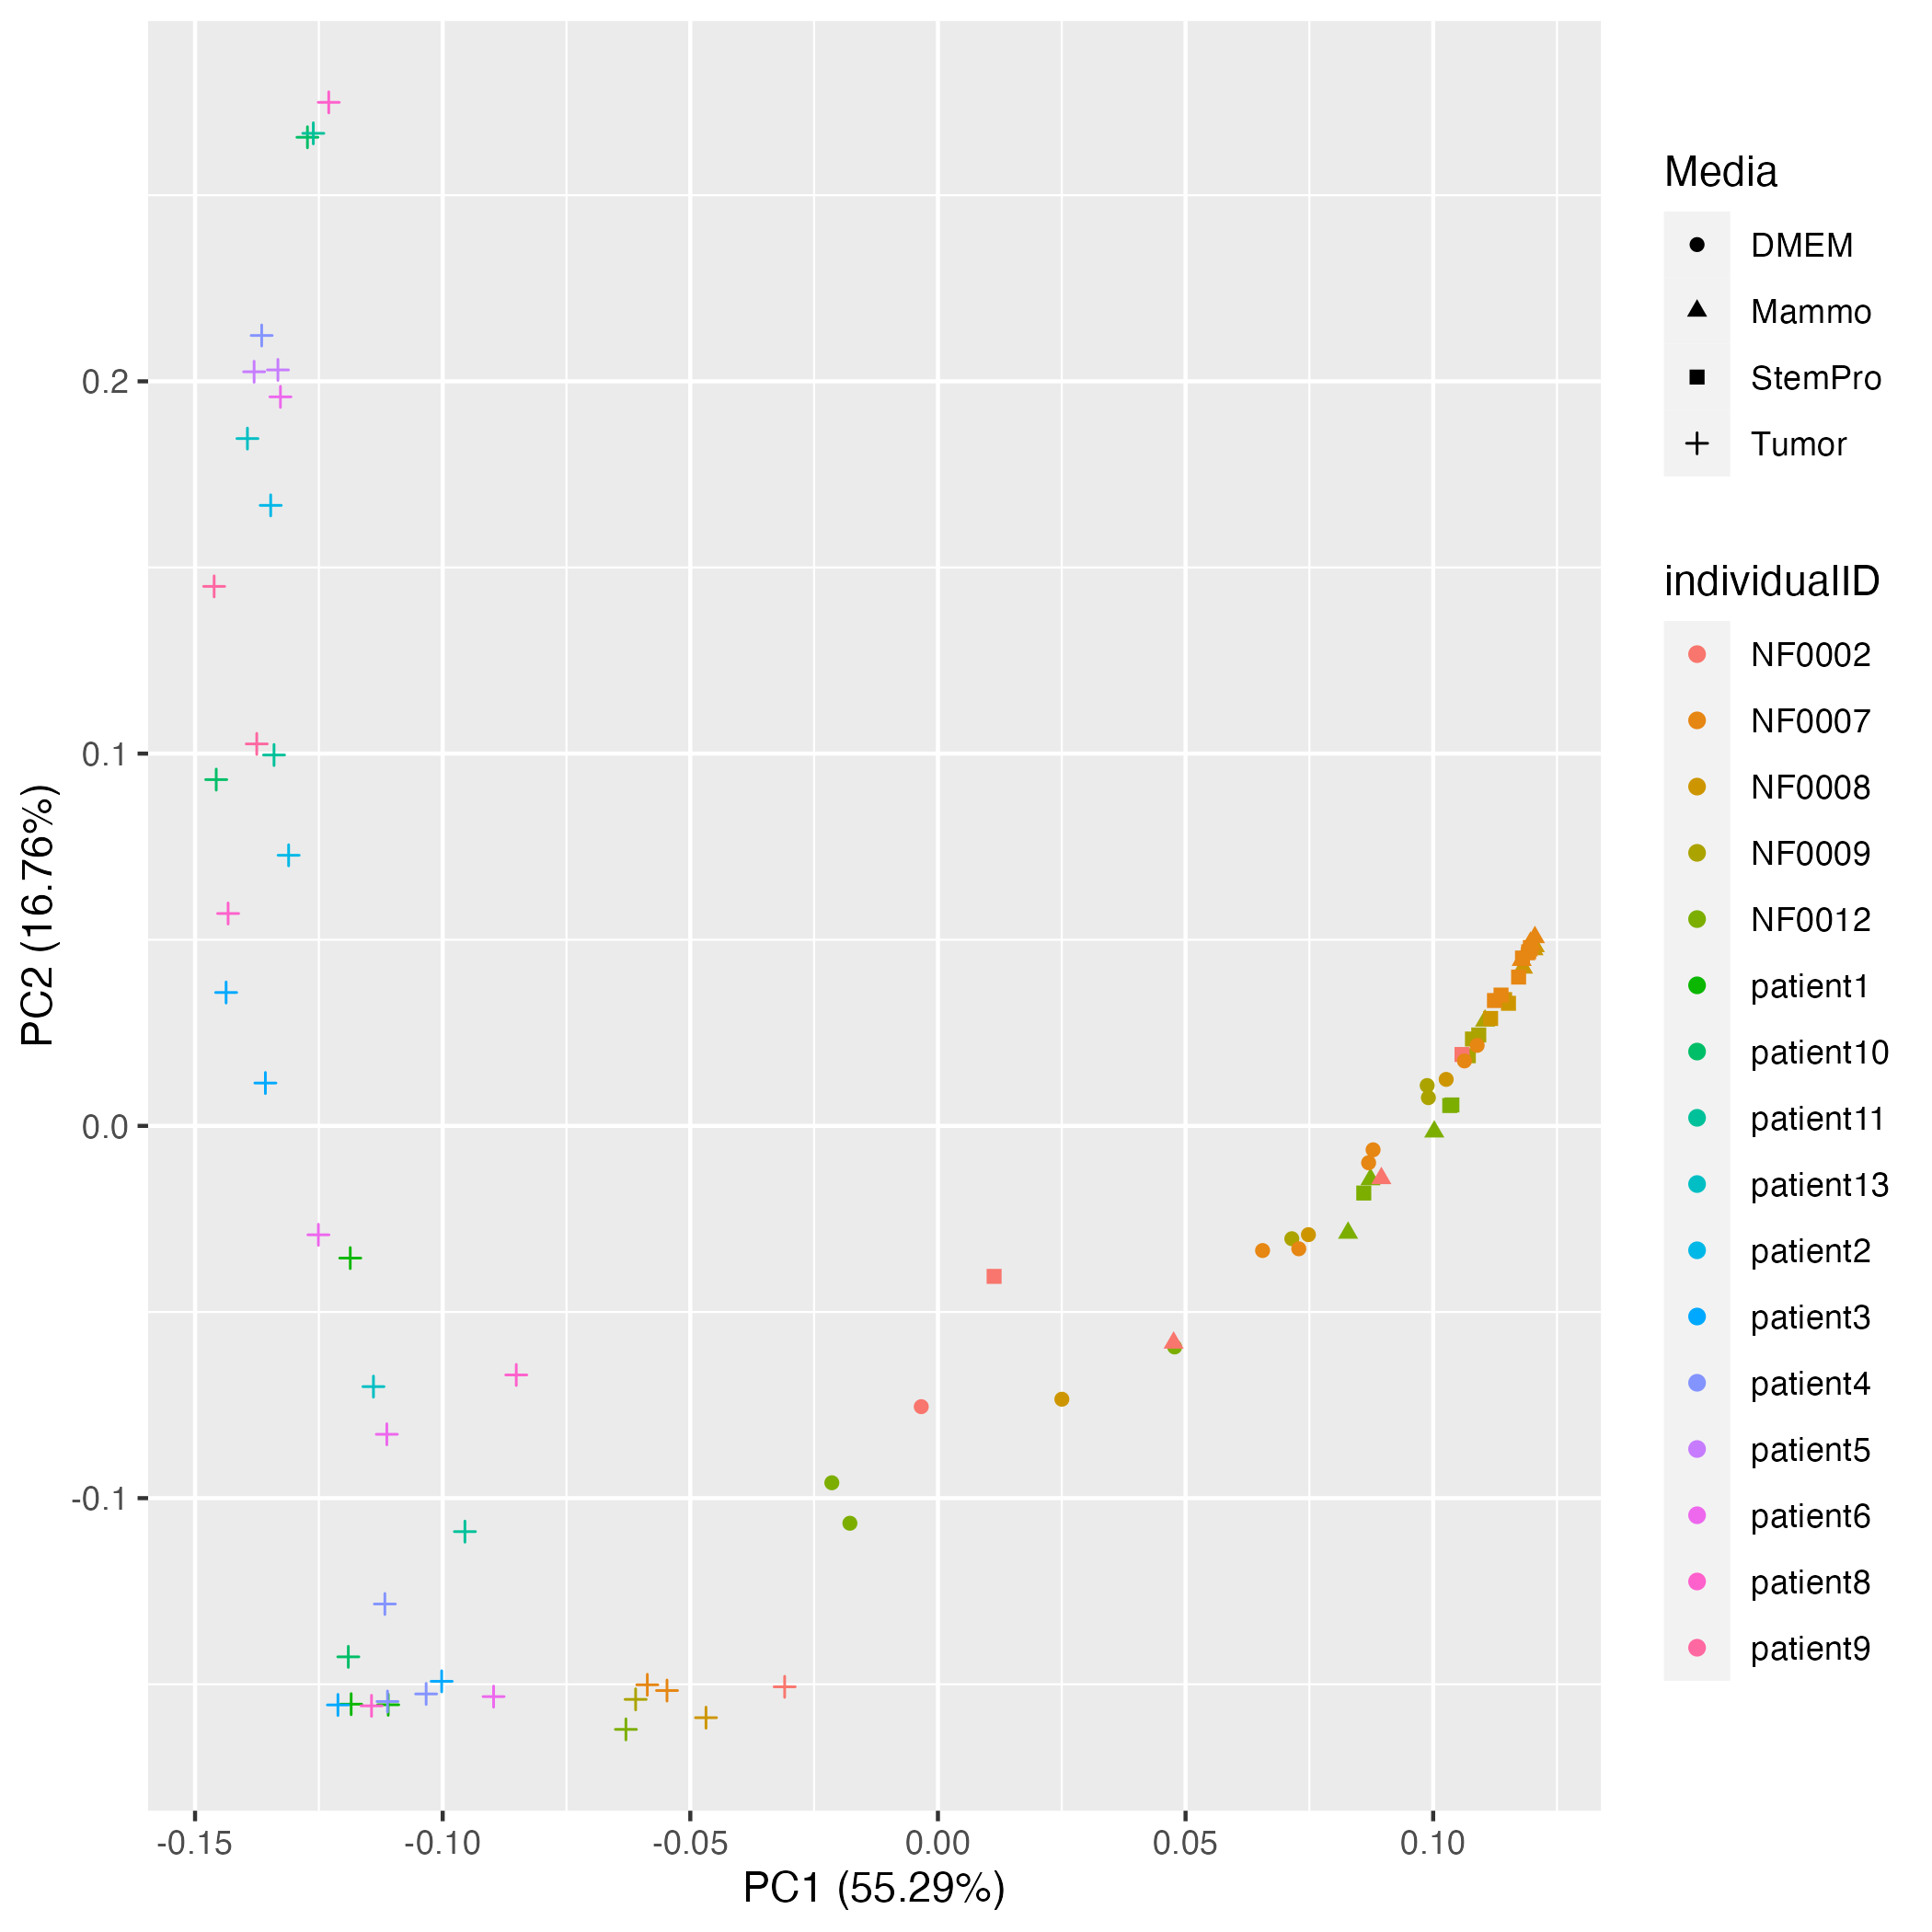 Media
DMEM
Mammo
StemPro
Tumor
individualID
NF0002
NF0007
NF0008
NF0009
NF0012
patient1
patient10
patient11
patient13
patient2
patient3
patient4
patient5
patient6
patient8
patient9
PC2 (16.76%)
0.2
0.1
0.0
-0.1
-0.15 -0.10 -0.05 0.00 0.05 0.10
PC1 (55.29%)